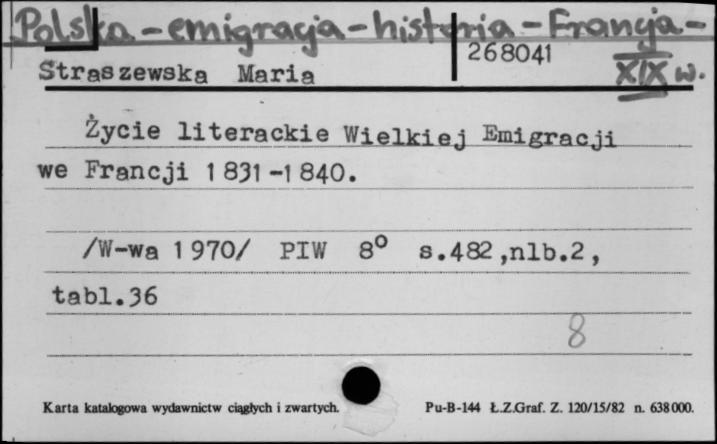 Polska - emigracja - historia - Francja -
XIX w.
268041
Straszewska Maria
Życie literackie Wielkiej Emigracji
we Francji 1831-1840.
/W-wa 1970/ PIW 8° s.482,nlb.2,
tabl.36
8
Karta katalogowa wydawnictw ciągłych i zwartych.
Pu-B-144 Ł.Z.Graf. Z. 120/15/82 n. 638000.